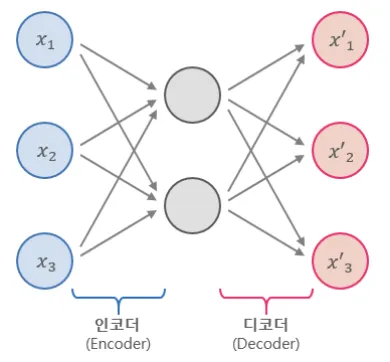 x₁
x′₁
x₂
x′₂
x₃
x′₃
인코더
(Encoder)
디코더
(Decoder)